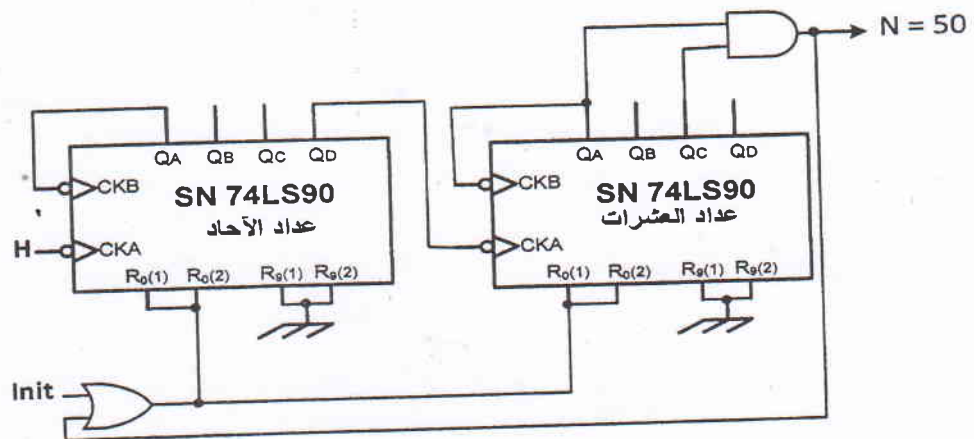 N = 50
QA QB QC QD
QA QB QC QD
CKB
SN 74LS90
عداد الآحاد
H
CKA
R0(1) R0(2) R9(1) R9(2)
CKB
SN 74LS90
عداد العشرات
CKA
R0(1) R0(2) R9(1) R9(2)
Init